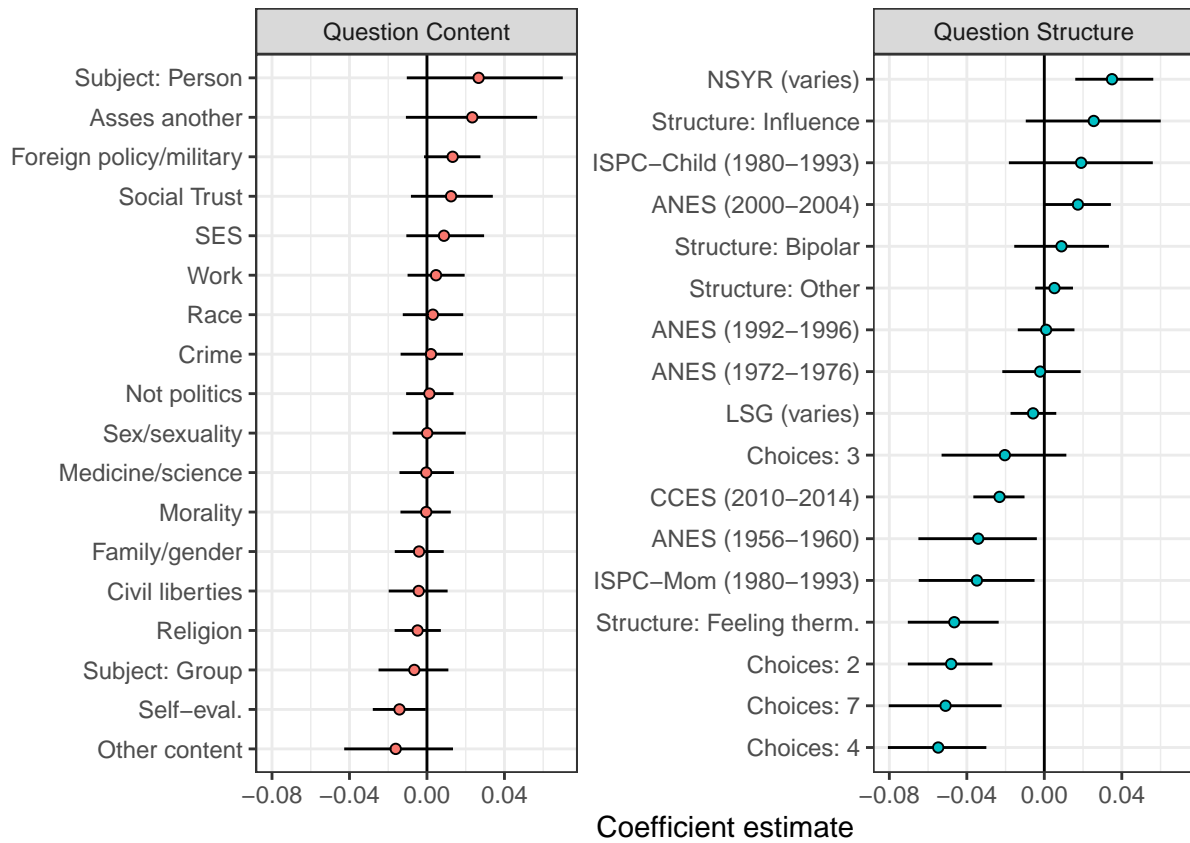 Question Content
Subject: Person
Asses another
Foreign policy/military
Social Trust
SES
Work
Race
Crime
Not politics
Sex/sexuality
Medicine/science
Morality
Family/gender
Civil liberties
Religion
Subject: Group
Self−eval.
Other content
−0.08 −0.04 0.00 0.04
Question Structure
NSYR (varies)
Structure: Influence
ISPC−Child (1980−1993)
ANES (2000−2004)
Structure: Bipolar
Structure: Other
ANES (1992−1996)
ANES (1972−1976)
LSG (varies)
Choices: 3
CCES (2010−2014)
ANES (1956−1960)
ISPC−Mom (1980−1993)
Structure: Feeling therm.
Choices: 2
Choices: 7
Choices: 4
−0.08 −0.04 0.00 0.04
Coefficient estimate